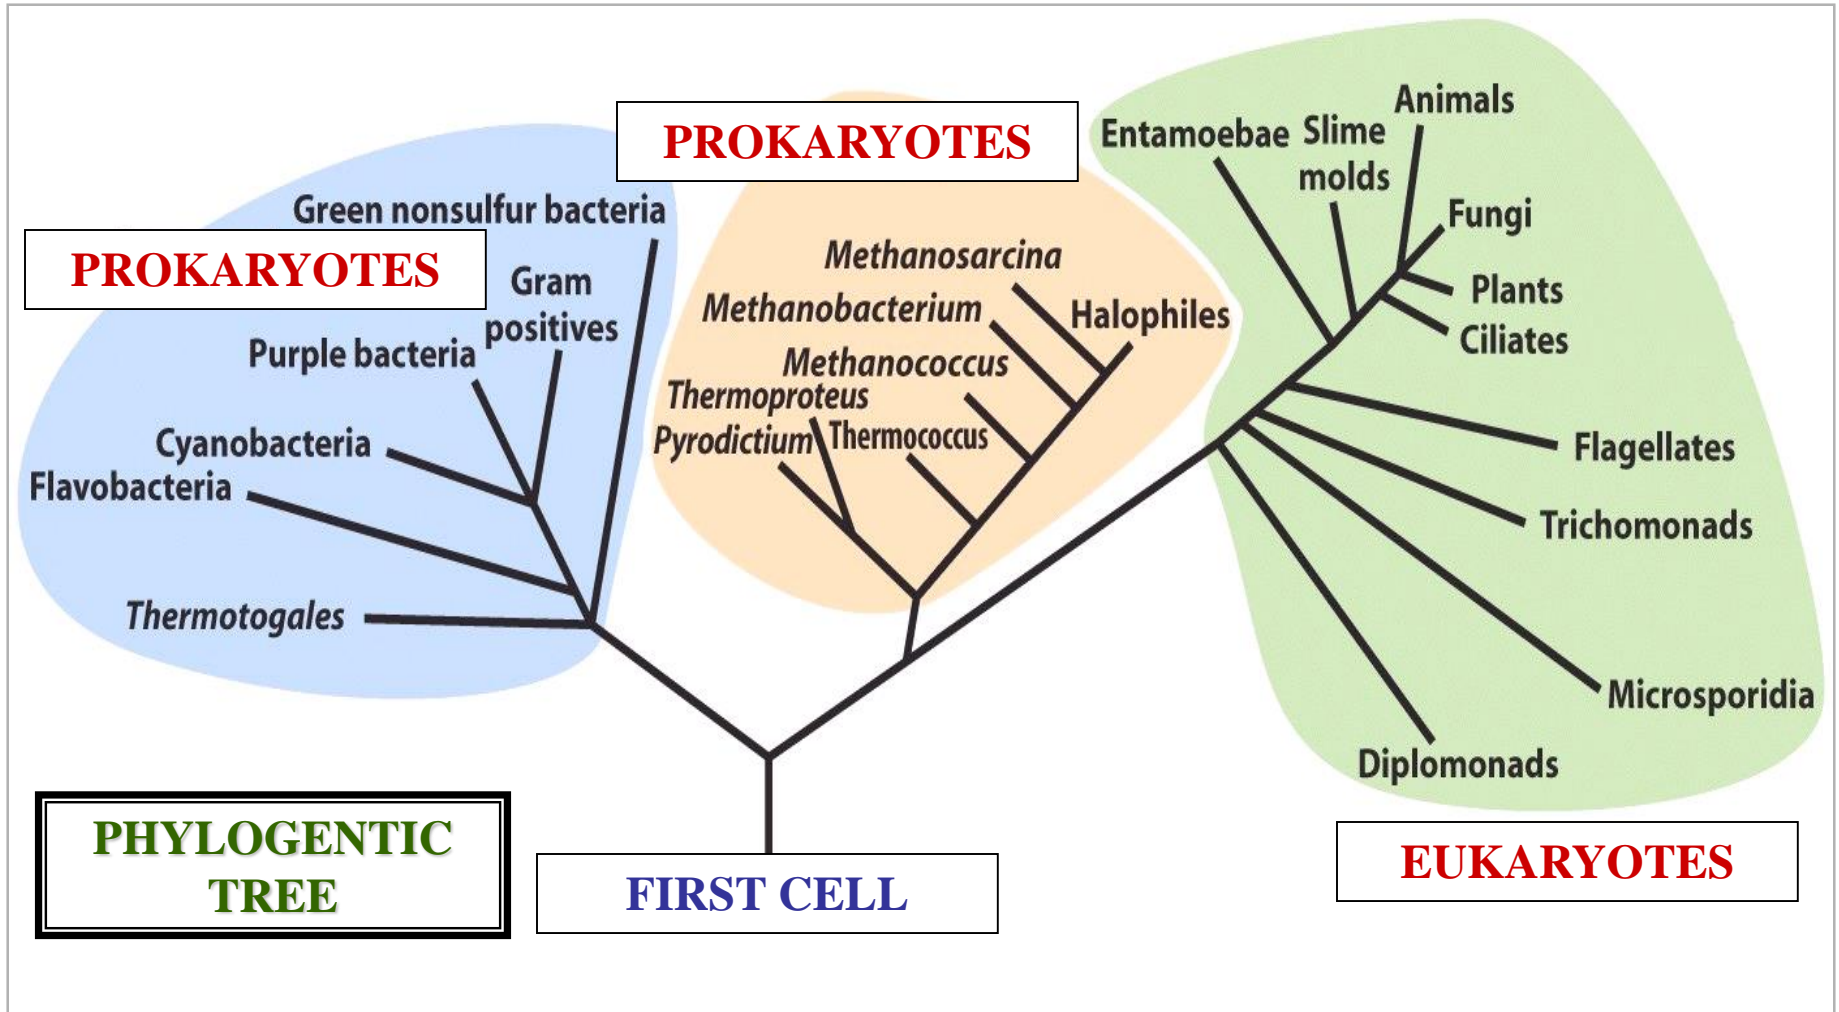 PROKARYOTES
Green nonsulfur bacteria
PROKARYOTES
Gram
positives
Purple bacteria
Cyanobacteria
Flavobacteria
Thermotogales
Methanosarcina
Methanobacterium
Halophiles
Methanococcus
Thermoproteus
Pyrodictium
Thermococcus
Entamoebae
Slime
molds
Animals
Fungi
Plants
Ciliates
Flagellates
Trichomonads
Microsporidia
Diplomonads
PHYLOGENTIC
TREE
FIRST CELL
EUKARYOTES